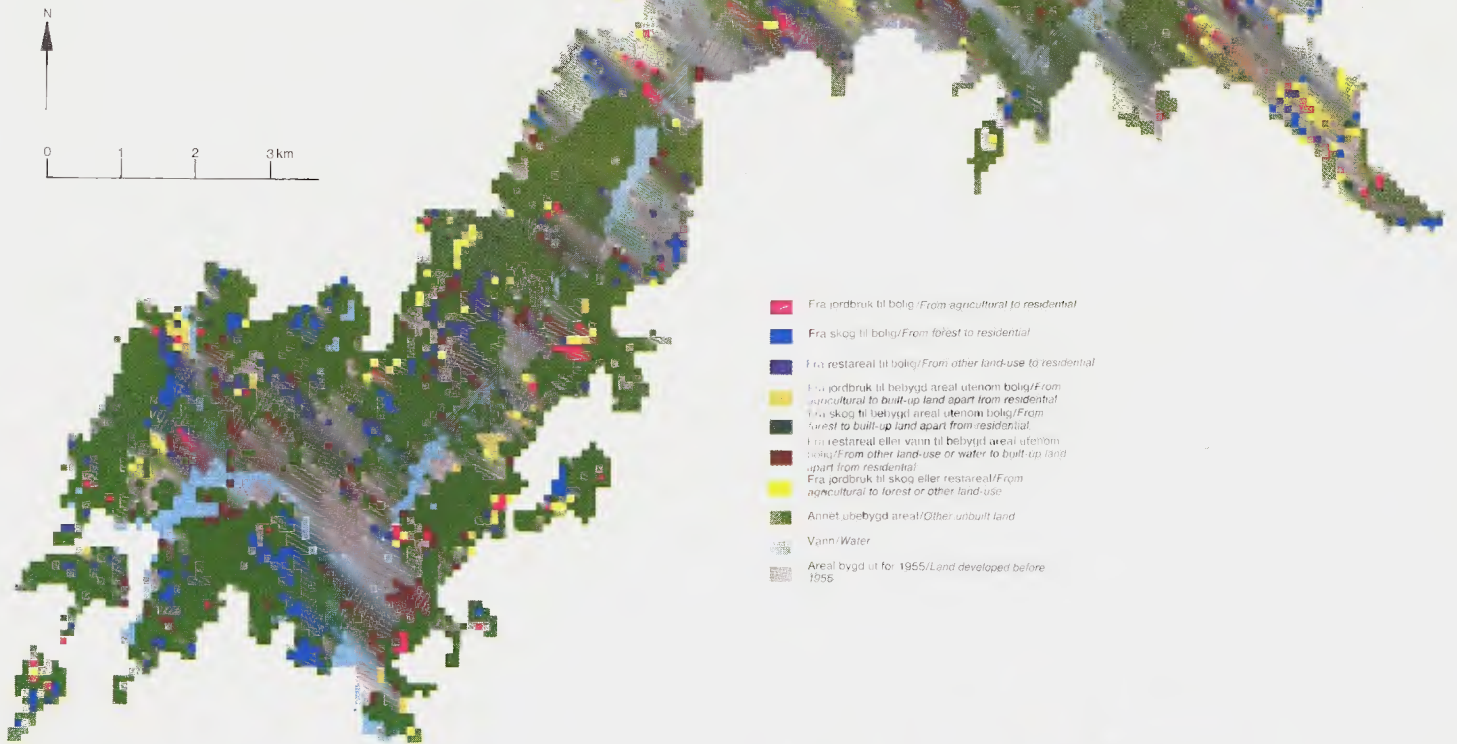 N
0 1 2 3 km
Fra jordbruk til bolig/From agricultural to residential
Fra skog til bolig/From forest to residential
Fra restareal til bolig/From other land-use to residential
Fra jordbruk til bebygd areal utenom bolig/From
agricultural to built-up land apart from residential
Fra skog til bebygd areal utenom bolig/From
forest to built-up land apart from residential
Fra restareal eller vann til bebygd areal utenom
bolig/From other land-use or water to built-up land
apart from residential
Fra jordbruk til skog eller restareal/From
agricultural to forest or other land-use
Annet ubebygd areal/Other unbuilt land
Vann/Water
Areal bygd ut før 1955/Land developed before
1955